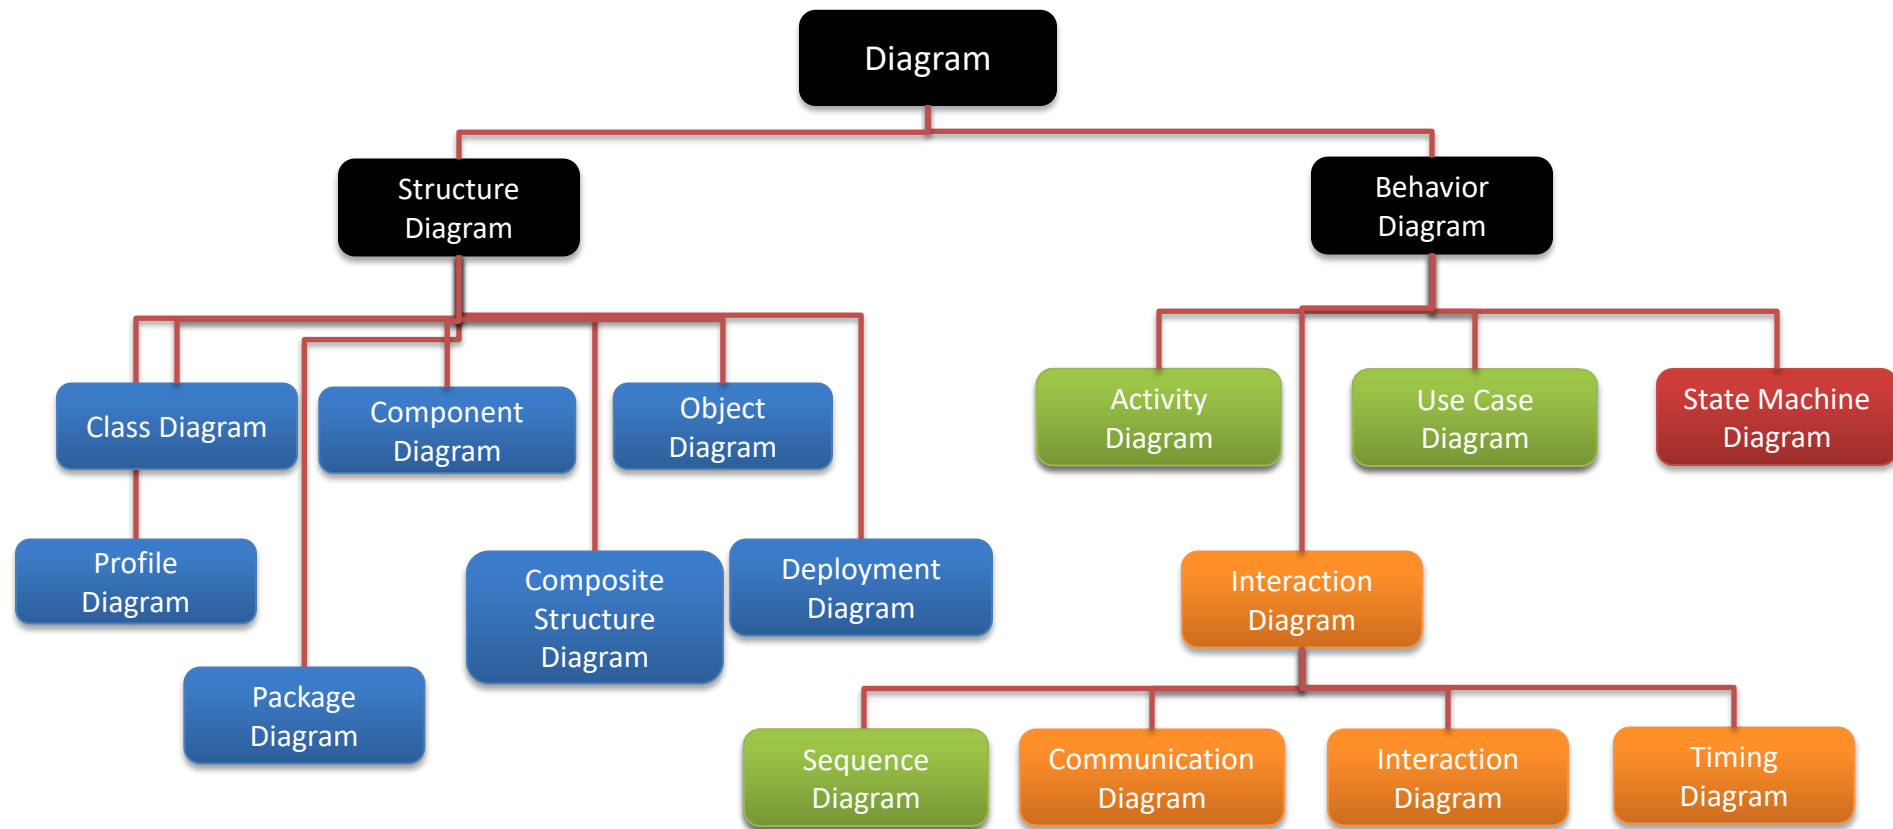 Diagram
Structure
Diagram
Behavior
Diagram
Class Diagram
Component
Diagram
Object
Diagram
Activity
Diagram
Use Case
Diagram
State Machine
Diagram
Profile
Diagram
Composite
Structure
Diagram
Deployment
Diagram
Interaction
Diagram
Package
Diagram
Sequence
Diagram
Communication
Diagram
Interaction
Diagram
Timing
Diagram